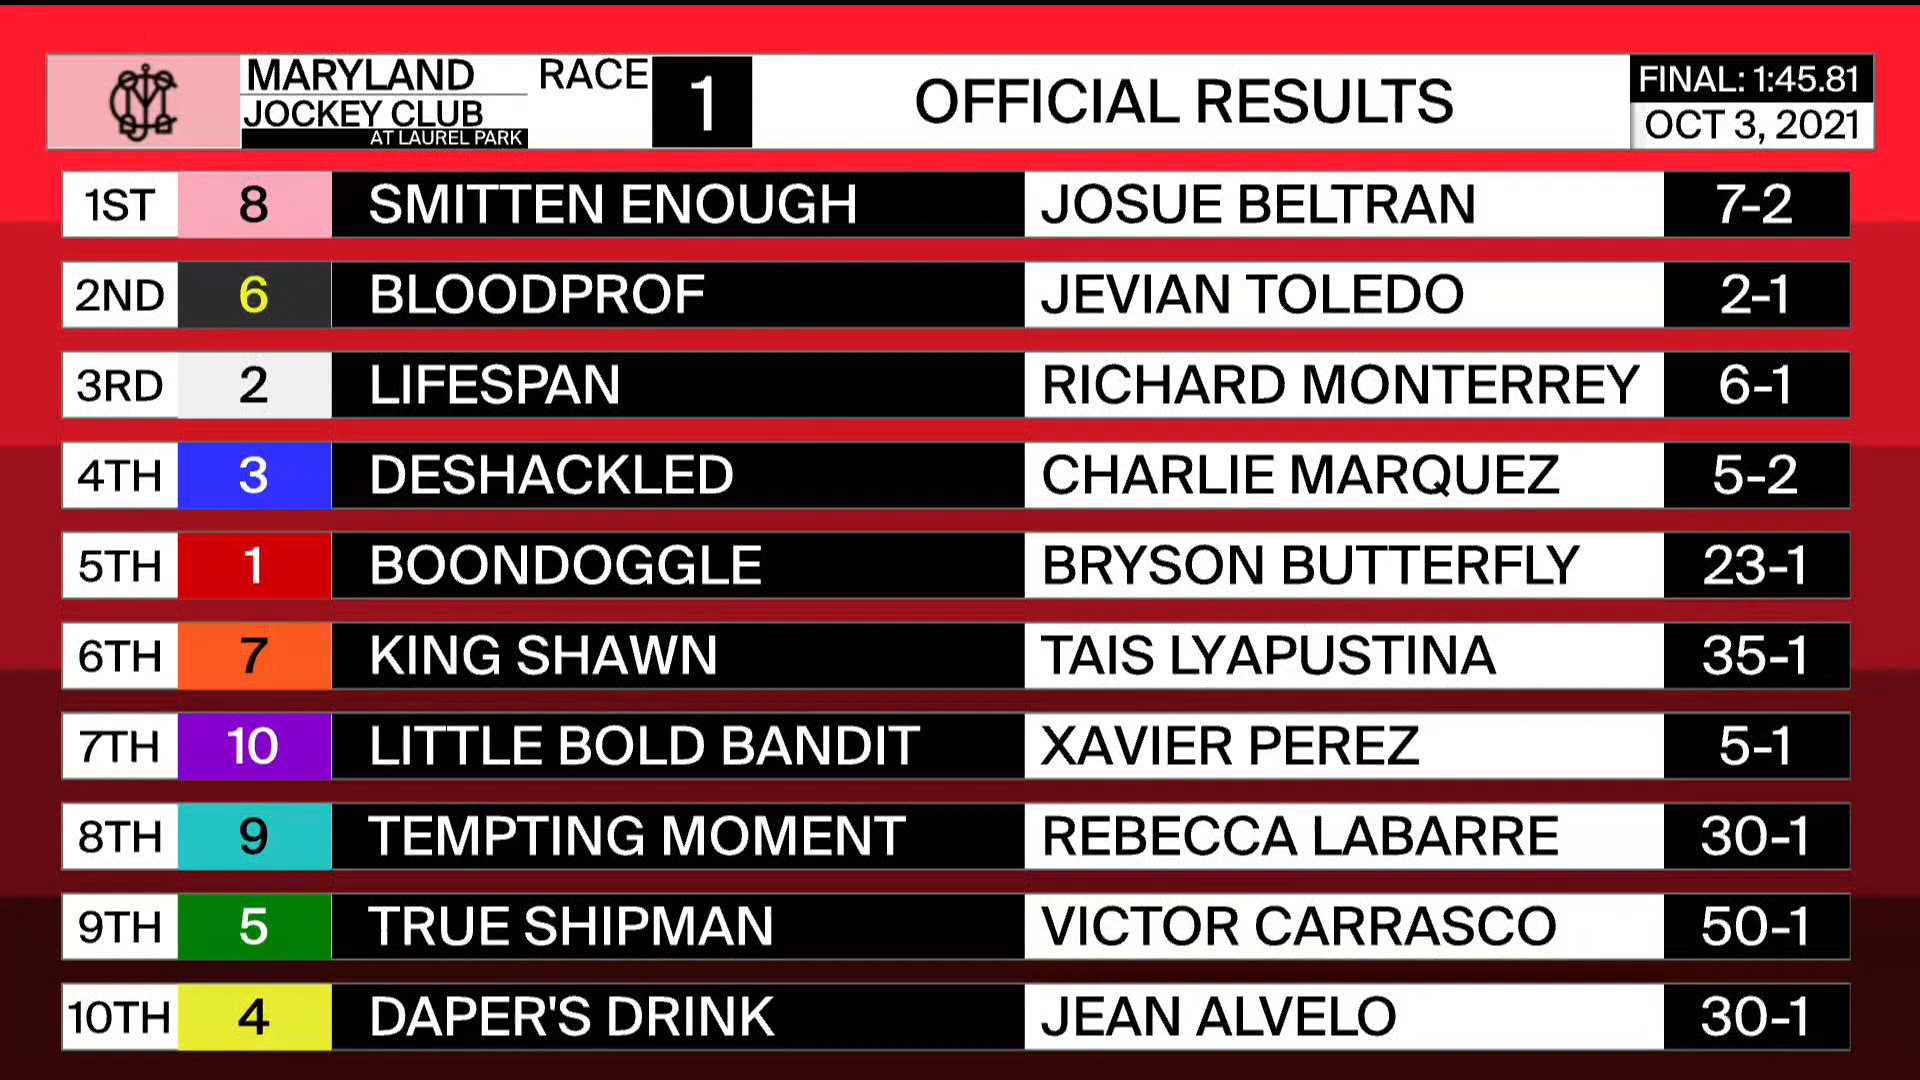 MARYLAND
JOCKEY CLUB
AT LAUREL PARK
RACE 1
OFFICIAL RESULTS
FINAL: 1:45.81
OCT 3, 2021
1ST 8 SMITTEN ENOUGH JOSUE BELTRAN 7-2
2ND 6 BLOODPROF JEVIAN TOLEDO 2-1
3RD 2 LIFESPAN RICHARD MONTERREY 6-1
4TH 3 DESHACKLED CHARLIE MARQUEZ 5-2
5TH 1 BOONDOGGLE BRYSON BUTTERFLY 23-1
6TH 7 KING SHAWN TAIS LYAPUSTINA 35-1
7TH 10 LITTLE BOLD BANDIT XAVIER PEREZ 5-1
8TH 9 TEMPTING MOMENT REBECCA LABARRE 30-1
9TH 5 TRUE SHIPMAN VICTOR CARRASCO 50-1
10TH 4 DAPER'S DRINK JEAN ALVELO 30-1